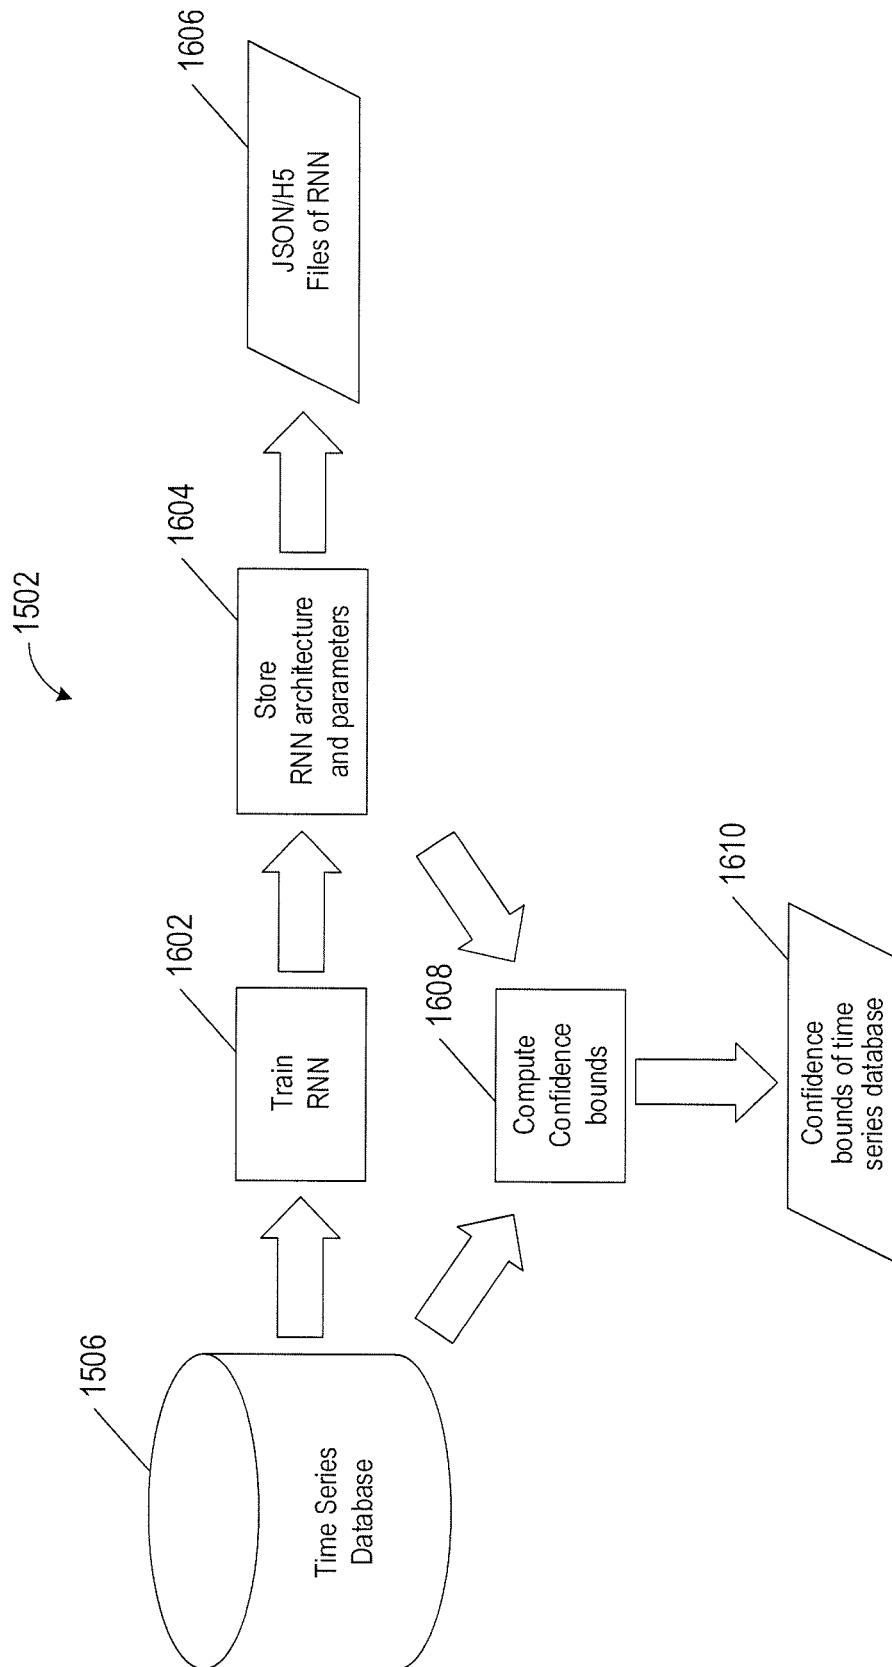 1502
1506
Time Series
Database
1602
Train
RNN
1604
Store
RNN architecture
and parameters
1606
JSON/H5
Files of RNN
1608
Compute
Confidence
bounds
1610
Confidence
bounds of time
series database